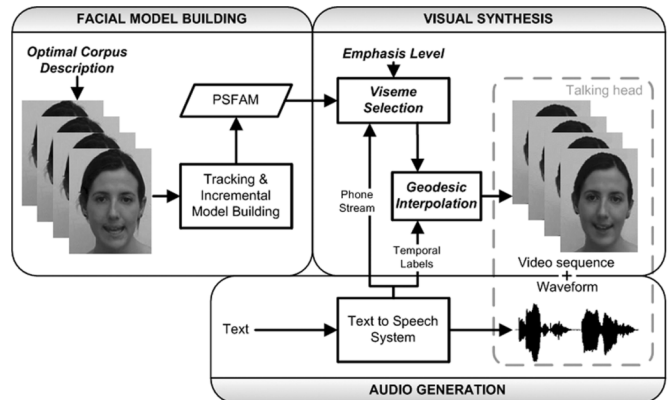 FACIAL MODEL BUILDING
VISUAL SYNTHESIS
Optimal Corpus
Description
PSFAM
Tracking &
Incremental
Model Building
Emphasis Level
Viseme
Selection
Geodesic
Interpolation
Phone
Stream
Temporal
Labels
Talking head
Video sequence
+
Waveform
Text
Text to Speech
System
AUDIO GENERATION